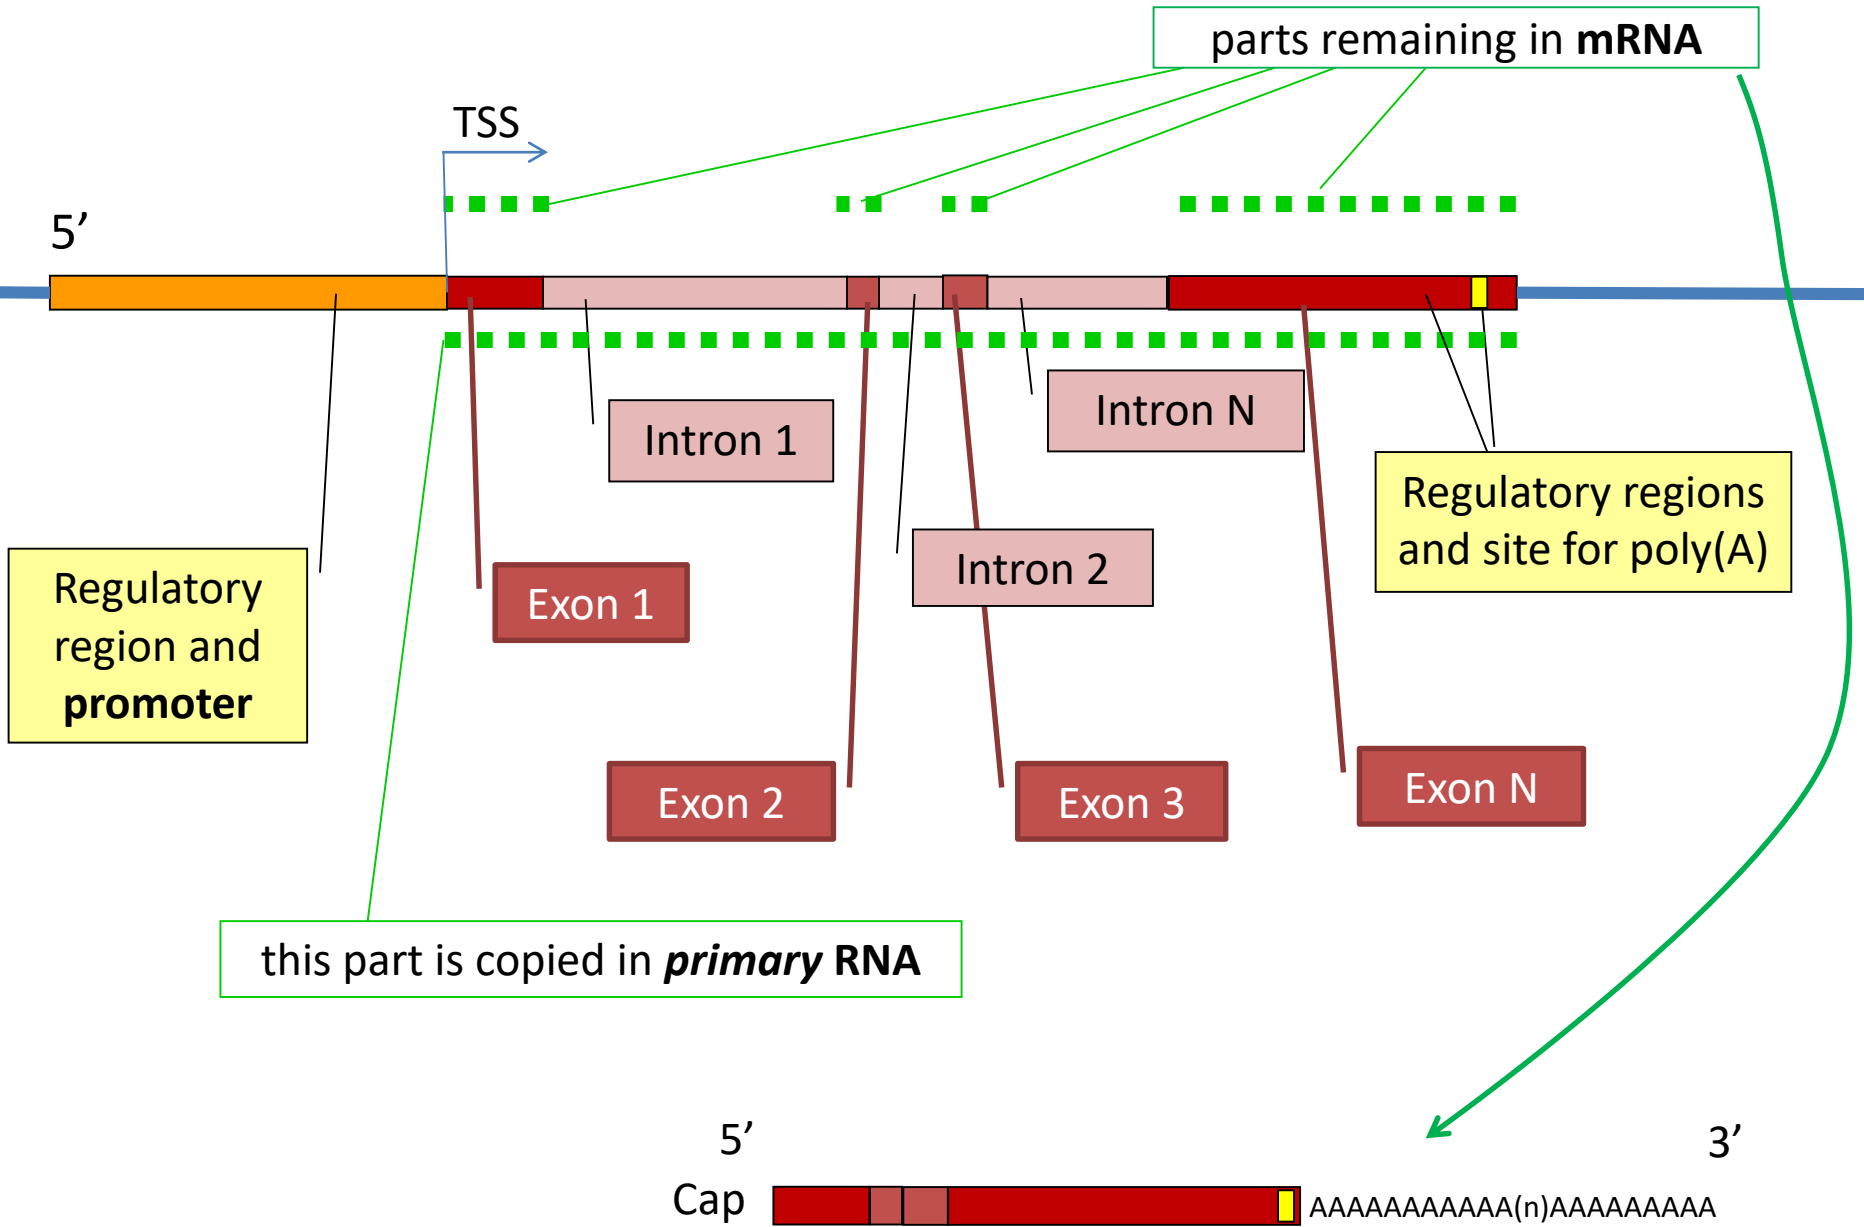 parts remaining in mRNA
TSS
5’
Intron N
Intron 1
Regulatory regions
and site for poly(A)
Intron 2
Regulatory
region and
promoter
Exon 1
Exon 2
Exon 3
Exon N
this part is copied in primary RNA
5’
3’
Cap
AAAAAAAAAAA(n)AAAAAAAAA